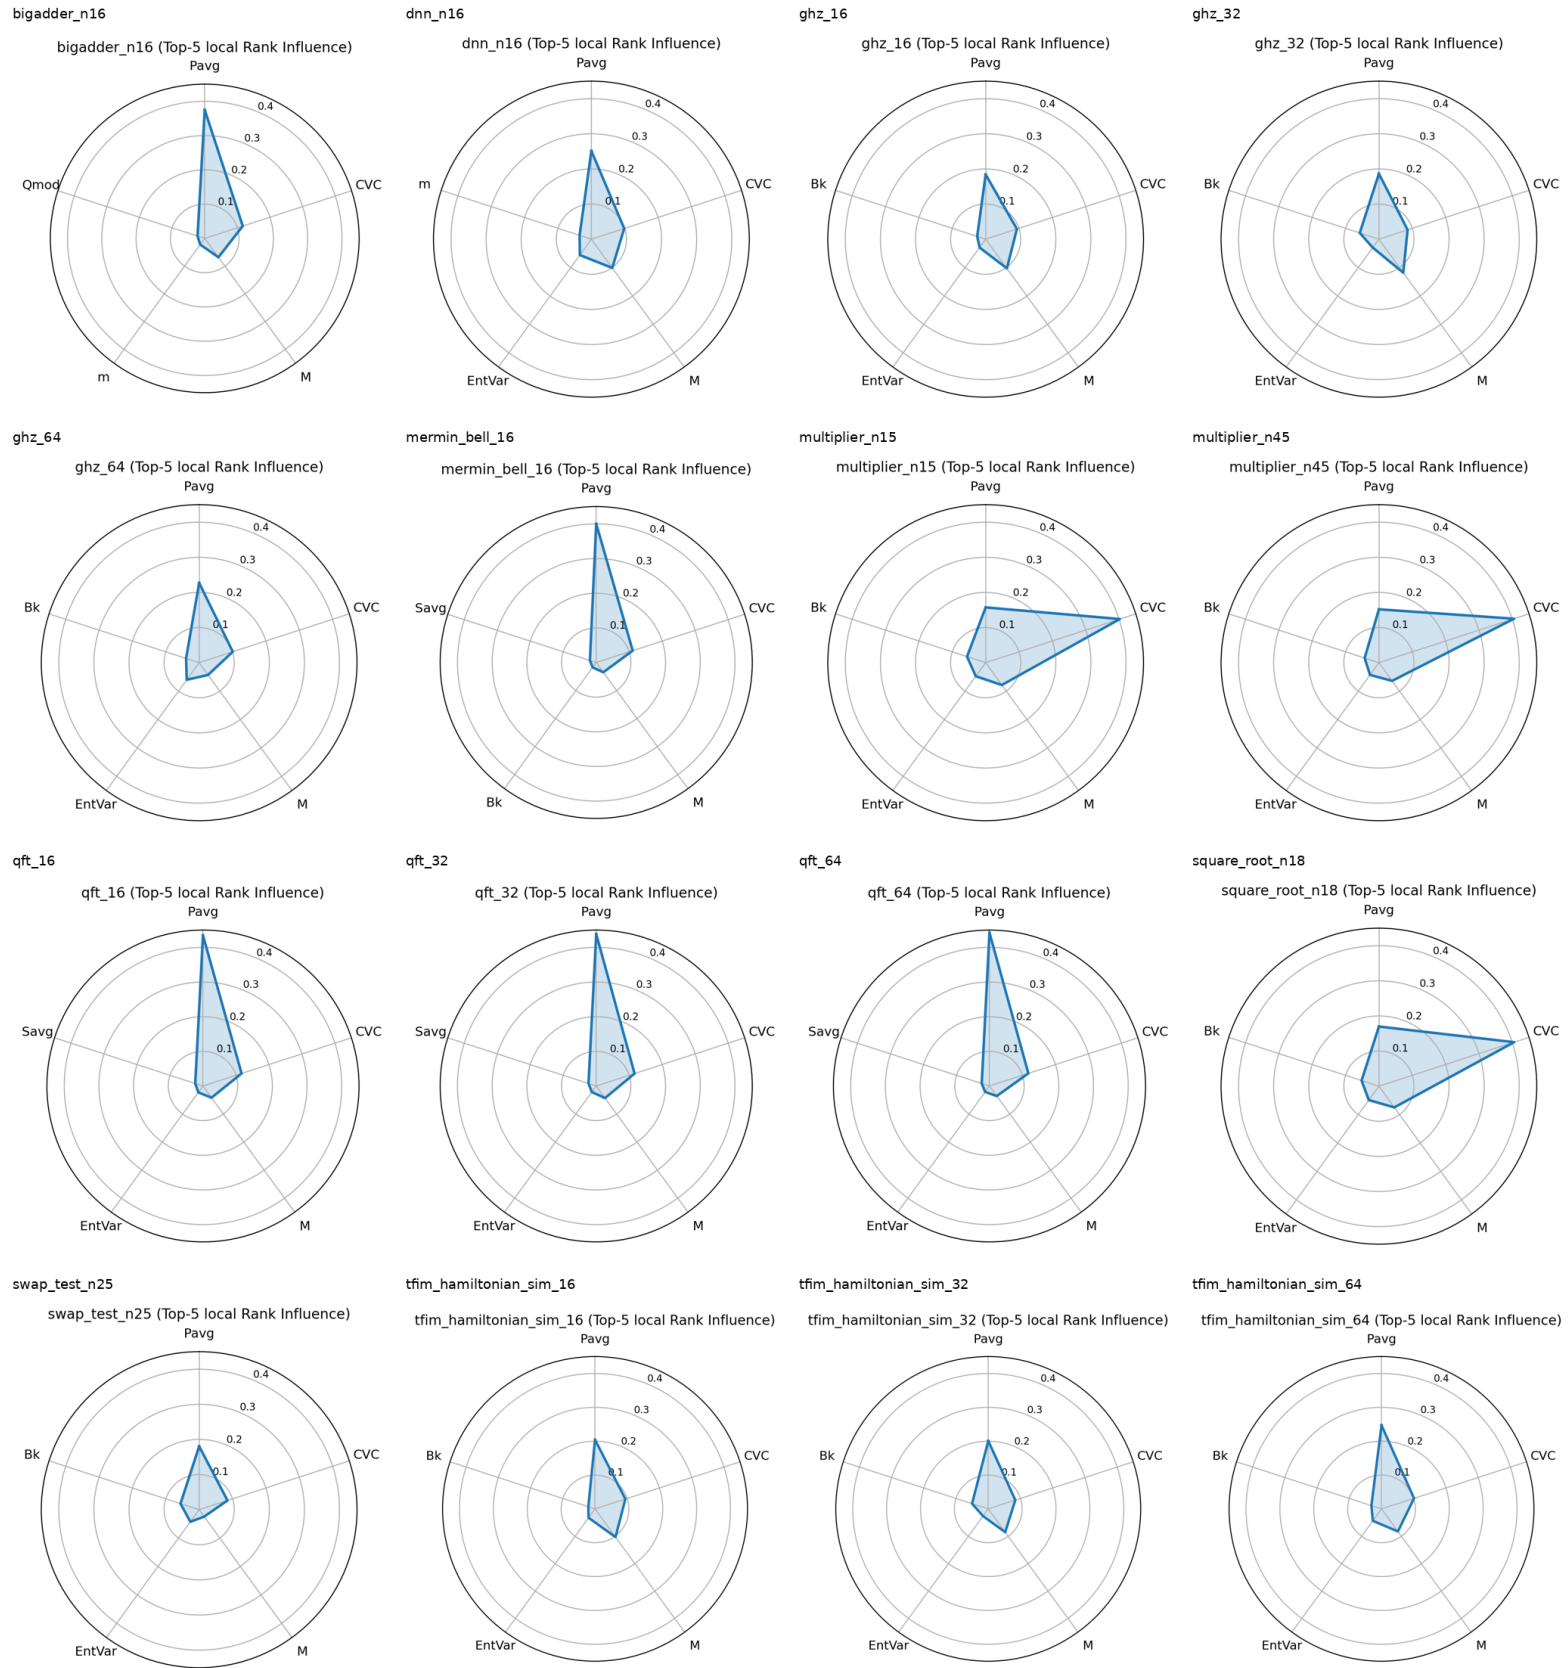 bigadder_n16
bigadder_n16 (Top-5 local Rank Influence)
Pavg
0.4
0.3
0.2
0.1
Qmod
CVC
m
M
dnn_n16
dnn_n16 (Top-5 local Rank Influence)
Pavg
0.4
0.3
0.2
0.1
m
CVC
EntVar
M
ghz_16
ghz_16 (Top-5 local Rank Influence)
Pavg
0.4
0.3
0.2
0.1
Bk
CVC
EntVar
M
ghz_32
ghz_32 (Top-5 local Rank Influence)
Pavg
0.4
0.3
0.2
0.1
Bk
CVC
EntVar
M
ghz_64
ghz_64 (Top-5 local Rank Influence)
Pavg
0.4
0.3
0.2
0.1
Bk
CVC
EntVar
M
mermin_bell_16
mermin_bell_16 (Top-5 local Rank Influence)
Pavg
0.4
0.3
0.2
0.1
Savg
CVC
Bk
M
multiplier_n15
multiplier_n15 (Top-5 local Rank Influence)
Pavg
0.4
0.3
0.2
0.1
Bk
CVC
EntVar
M
multiplier_n45
multiplier_n45 (Top-5 local Rank Influence)
Pavg
0.4
0.3
0.2
0.1
Bk
CVC
EntVar
M
qft_16
qft_16 (Top-5 local Rank Influence)
Pavg
0.4
0.3
0.2
0.1
Savg
CVC
EntVar
M
qft_32
qft_32 (Top-5 local Rank Influence)
Pavg
0.4
0.3
0.2
0.1
Savg
CVC
EntVar
M
qft_64
qft_64 (Top-5 local Rank Influence)
Pavg
0.4
0.3
0.2
0.1
Savg
CVC
EntVar
M
square_root_n18
square_root_n18 (Top-5 local Rank Influence)
Pavg
0.4
0.3
0.2
0.1
Bk
CVC
EntVar
M
swap_test_n25
swap_test_n25 (Top-5 local Rank Influence)
Pavg
0.4
0.3
0.2
0.1
Bk
CVC
EntVar
M
tfim_hamiltonian_sim_16
tfim_hamiltonian_sim_16 (Top-5 local Rank Influence)
Pavg
0.4
0.3
0.2
0.1
Bk
CVC
EntVar
M
tfim_hamiltonian_sim_32
tfim_hamiltonian_sim_32 (Top-5 local Rank Influence)
Pavg
0.4
0.3
0.2
0.1
Bk
CVC
EntVar
M
tfim_hamiltonian_sim_64
tfim_hamiltonian_sim_64 (Top-5 local Rank Influence)
Pavg
0.4
0.3
0.2
0.1
Bk
CVC
EntVar
M